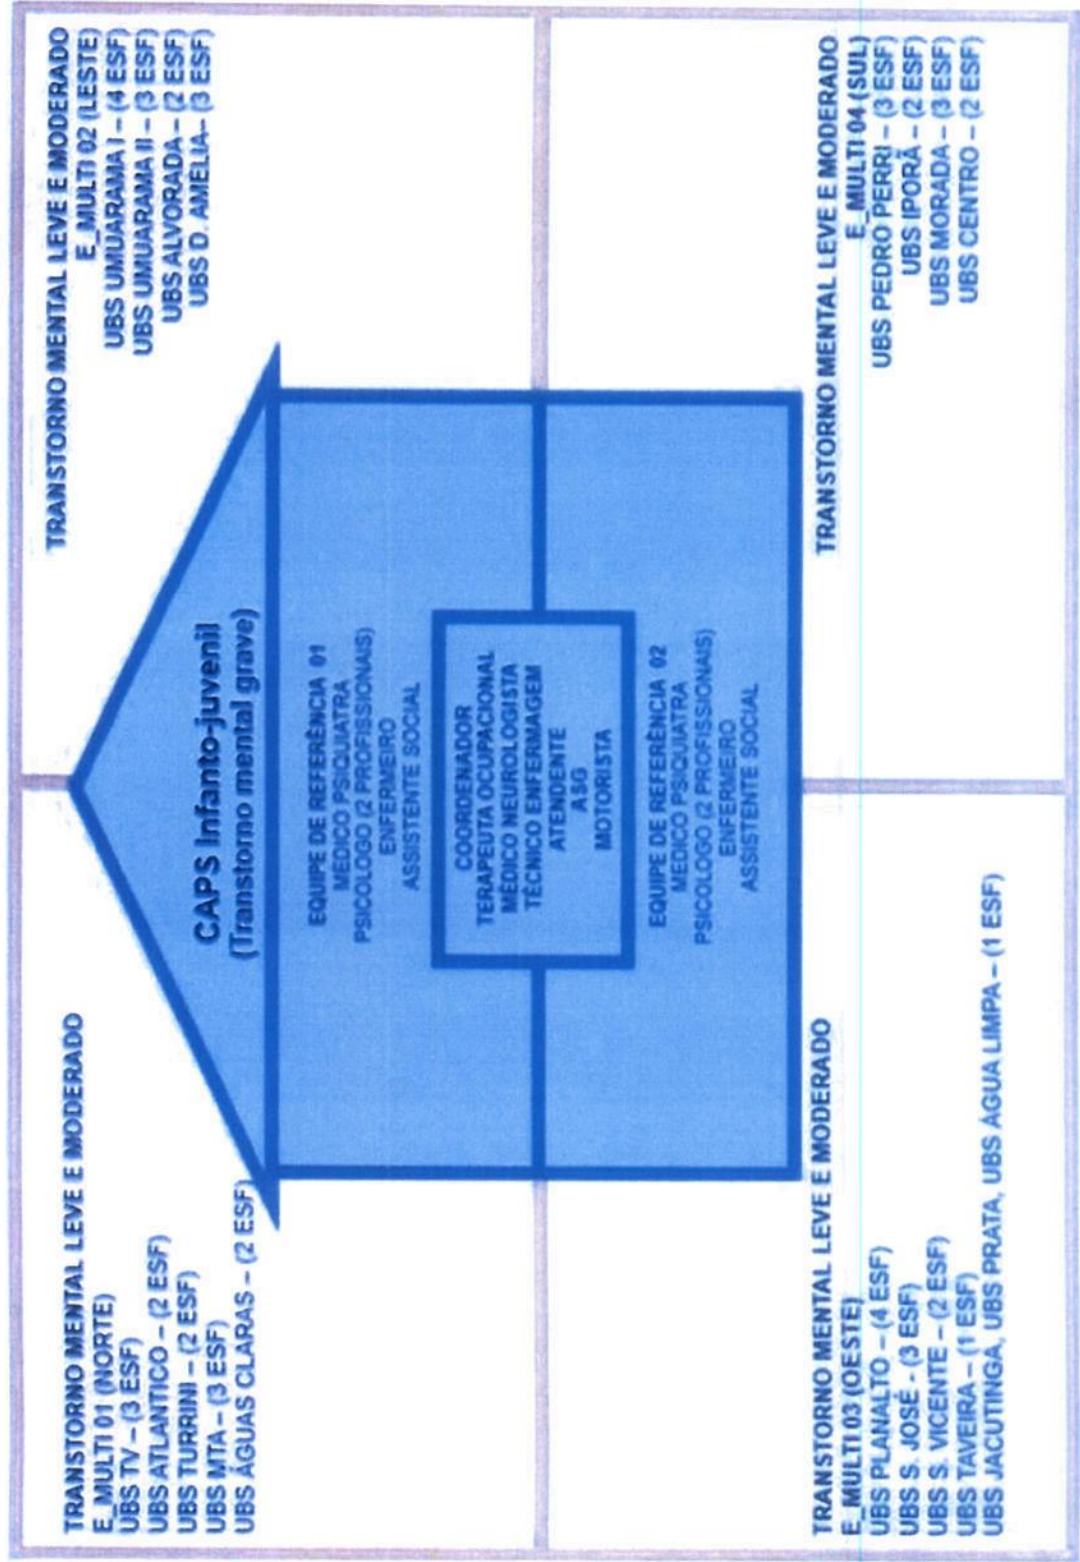 TRANSTORNO MENTAL LEVE E MODERADO
E_MULTI 01 (NORTE)
UBS TV – (3 ESF)
UBS ATLANTICO – (2 ESF)
UBS TURRINI – (2 ESF)
UBS MTA – (3 ESF)
UBS ÁGUAS CLARAS – (2 ESF)
TRANSTORNO MENTAL LEVE E MODERADO
E_MULTI 02 (LESTE)
UBS UMUARAMA I – (4 ESF)
UBS UMUARAMA II – (3 ESF)
UBS ALVORADA – (2 ESF)
UBS D. AMELIA – (3 ESF)
CAPS Infanto-juvenil
(Transtorno mental grave)
EQUIPE DE REFERÊNCIA 01
MÉDICO PSIQUIATRA
PSICOLOGO (2 PROFISSIONAIS)
ENFERMEIRO
ASSISTENTE SOCIAL
COORDENADOR
TERAPEUTA OCUPACIONAL
MÉDICO NEUROLOGISTA
TÉCNICO ENFERMAGEM
ATENDENTE
ASG
MOTORISTA
EQUIPE DE REFERÊNCIA 02
MEDICO PSIQUIATRA
PSICOLOGO (2 PROFISSIONAIS)
ENFERMEIRO
ASSISTENTE SOCIAL
TRANSTORNO MENTAL LEVE E MODERADO
E_MULTI 03 (OESTE)
UBS PLANALTO – (4 ESF)
UBS S. JOSÉ - (3 ESF)
UBS S. VICENTE – (2 ESF)
UBS TAVEIRA – (1 ESF)
UBS JACUTINGA, UBS PRATA, UBS ÁGUA LIMPA – (1 ESF)
TRANSTORNO MENTAL LEVE E MODERADO
E_MULTI 04 (SUL)
UBS PEDRO PERRI – (3 ESF)
UBS IPORÃ – (2 ESF)
UBS MORADA – (3 ESF)
UBS CENTRO – (2 ESF)